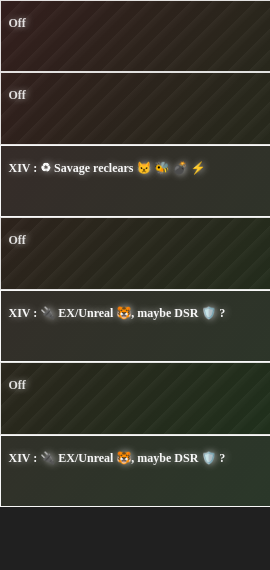 Off
Off
XIV : ♻ Savage reclears 🐱 🐝 💣 ⚡
Off
XIV : 🔌 EX/Unreal 🐯, maybe DSR 🛡️ ?
Off
XIV : 🔌 EX/Unreal 🐯, maybe DSR 🛡️ ?